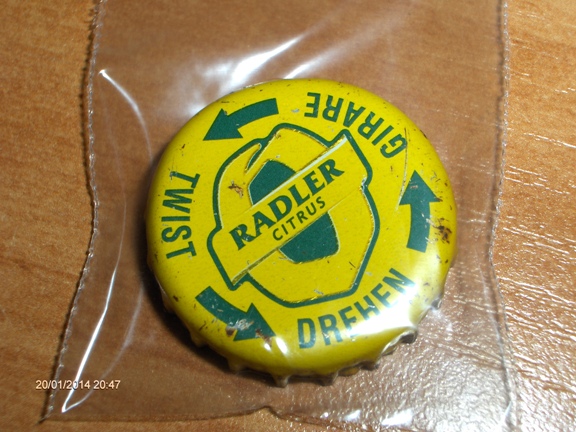 GIRARE
TWIST
RADLER
CITRUS
DREHEN
20/01/2014 20:47